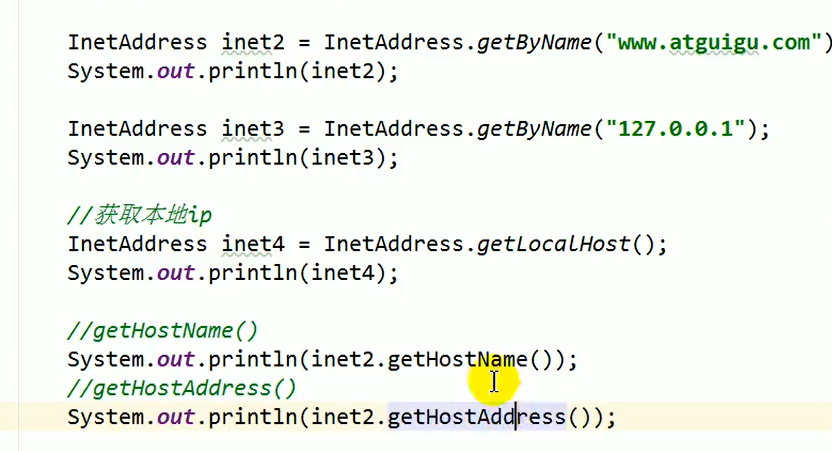 InetAddress inet2 = InetAddress.getByName("www.atguigu.com")
System.out.println(inet2);
InetAddress inet3 = InetAddress.getByName("127.0.0.1");
System.out.println(inet3);
//获取本地ip
InetAddress inet4 = InetAddress.getLocalHost();
System.out.println(inet4);
//getHostName()
System.out.println(inet2.getHostName());
//getHostAddress()
System.out.println(inet2.getHostAddress());